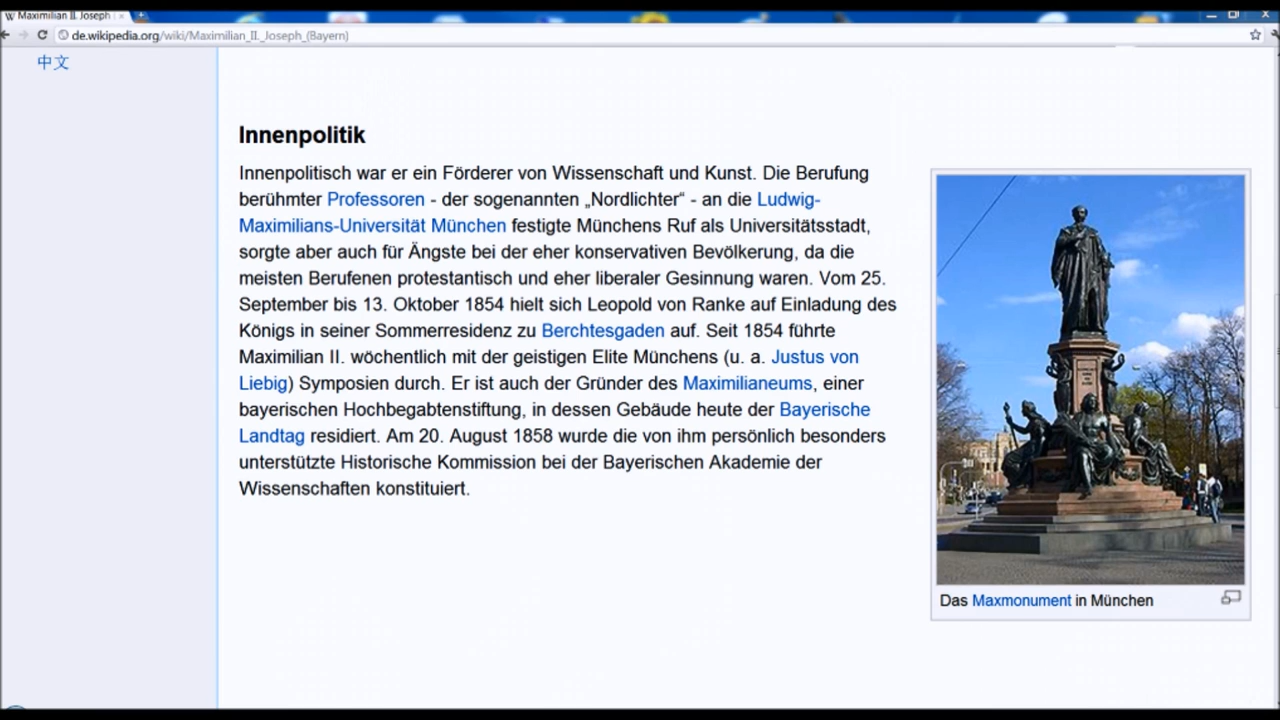 Maximilian II. Joseph
de.wikipedia.org/wiki/Maximilian_II._Joseph_(Bayern)
中文
Innenpolitik
Innenpolitisch war er ein Förderer von Wissenschaft und Kunst. Die Berufung
berühmter Professoren - der sogenannten „Nordlichter“ - an die Ludwig-
Maximilians-Universität München festigte Münchens Ruf als Universitätsstadt,
sorgte aber auch für Ängste bei der eher konservativen Bevölkerung, da die
meisten Berufenen protestantisch und eher liberaler Gesinnung waren. Vom 25.
September bis 13. Oktober 1854 hielt sich Leopold von Ranke auf Einladung des
Königs in seiner Sommerresidenz zu Berchtesgaden auf. Seit 1854 führte
Maximilian II. wöchentlich mit der geistigen Elite Münchens (u. a. Justus von
Liebig) Symposien durch. Er ist auch der Gründer des Maximilianeums, einer
bayerischen Hochbegabtenstiftung, in dessen Gebäude heute der Bayerische
Landtag residiert. Am 20. August 1858 wurde die von ihm persönlich besonders
unterstützte Historische Kommission bei der Bayerischen Akademie der
Wissenschaften konstituiert.
Das Maxmonument in München